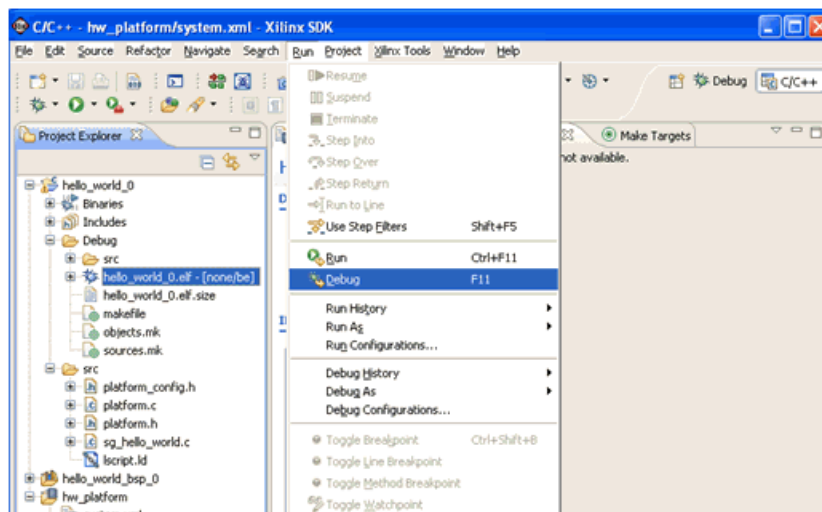 C/C++ - hw_platform/system.xml - Xilinx SDK
File Edit Source Refactor Navigate Search Run Project Xilinx Tools Window Help
Debug C/C++
Project Explorer
hello_world_0
Binaries
Includes
Debug
src
hello_world_0.elf - [none/be]
hello_world_0.elf.size
makefile
objects.mk
sources.mk
src
platform_config.h
platform.c
platform.h
sg_hello_world.c
lscript.ld
hello_world_bsp_0
hw_platform
Resume
Suspend
Terminate
Step Into
Step Over
Step Return
Run to Line
Use Step Filters Shift+F5
Run Ctrl+F11
Debug F11
Run History
Run As
Run Configurations...
Debug History
Debug As
Debug Configurations...
Toggle Breakpoint Ctrl+Shift+B
Toggle Line Breakpoint
Toggle Method Breakpoint
Toggle Watchpoint
Make Targets
not available.